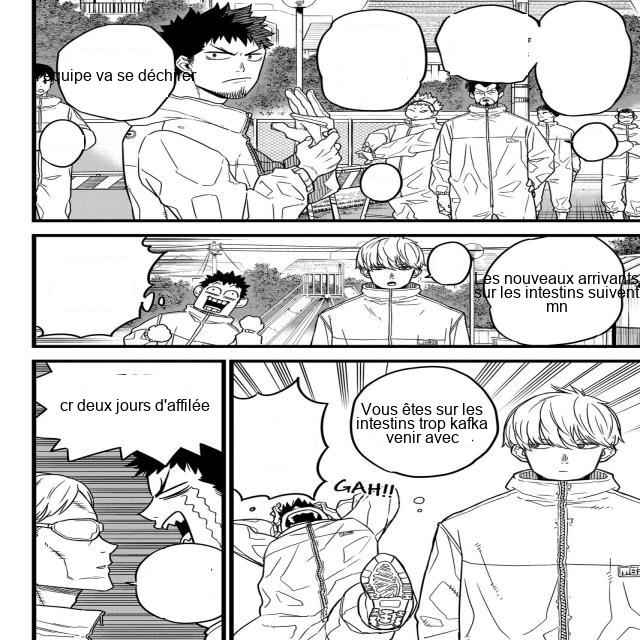 équipe va se déchirer
Les nouveaux arrivants
sur les intestins suivent
mn
cr deux jours d'affilée
Vous êtes sur les
intestins trop kafka
venir avec
GAH!!